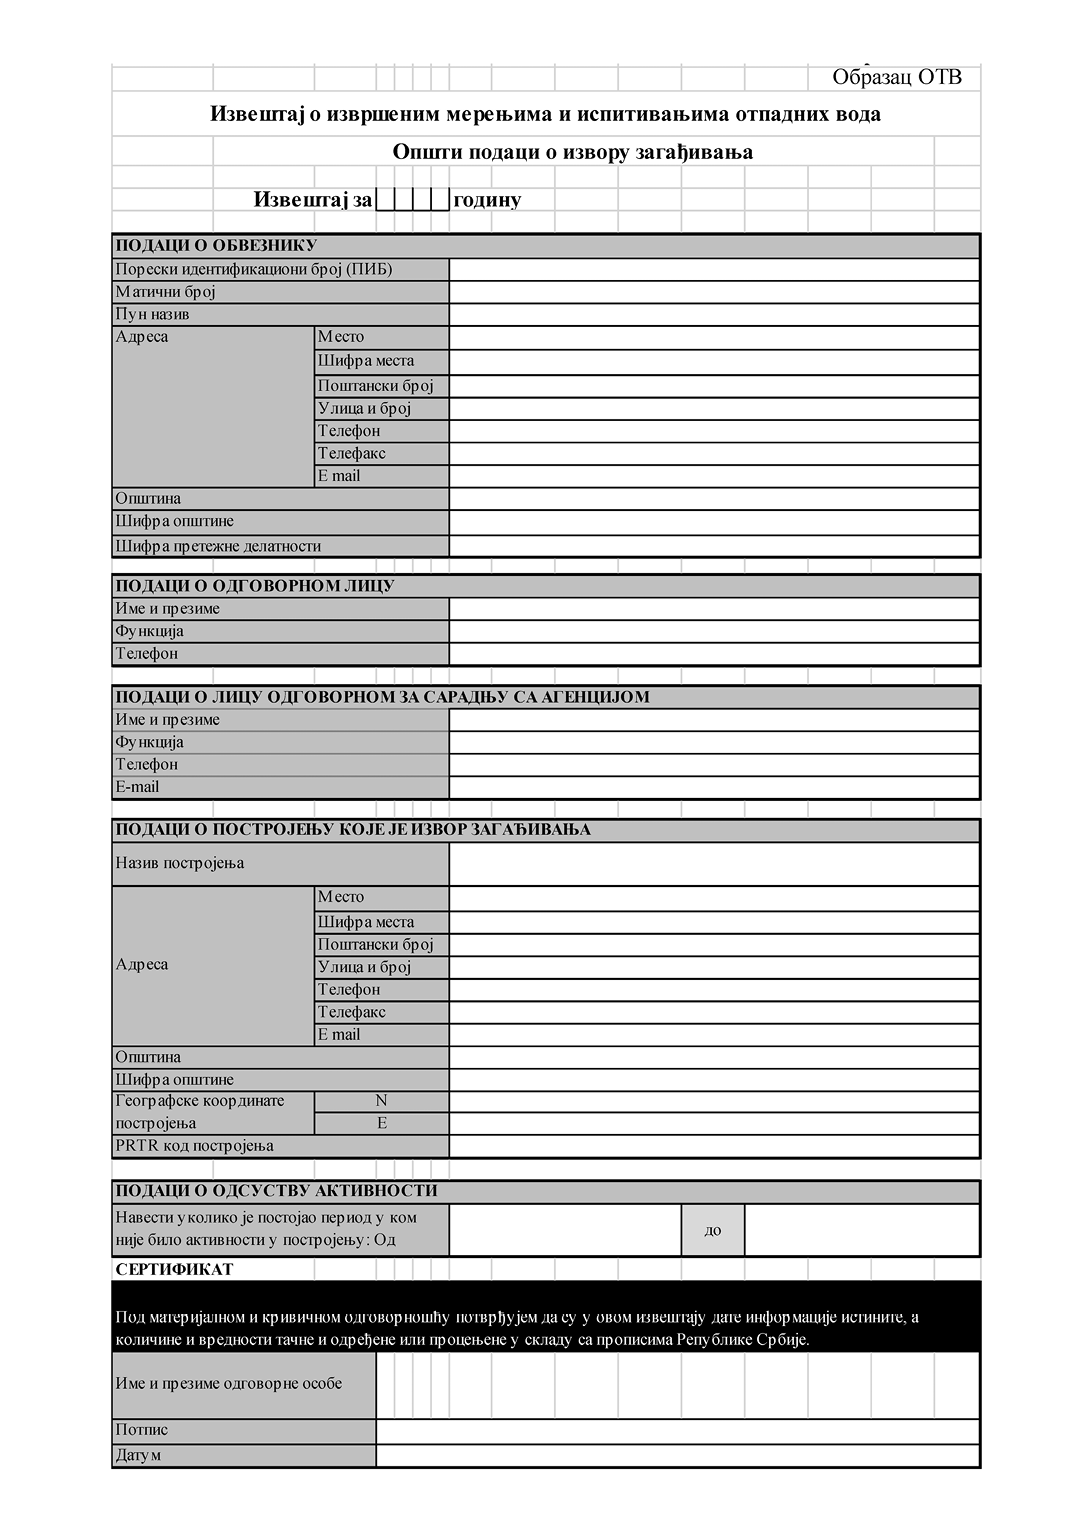 Образац ОТВ
Извештај о извршеним мерењима и испитивањима отпадних вода
Општи подаци о извору загађивања
Извештај за годину
ПОДАЦИ О ОБВЕЗНИКУ
Порески идентификациони број (ПИБ)
Матични број
Пун назив
Адреса Место
Шифра места
Поштански број
Улица и број
Телефон
Телефакс
E mail
Општина
Шифра општине
Шифра претежне делатности
ПОДАЦИ О ОДГОВОРНОМ ЛИЦУ
Име и презиме
Функција
Телефон
ПОДАЦИ О ЛИЦУ ОДГОВОРНОМ ЗА САРАДЊУ СА АГЕНЦИЈОМ
Име и презиме
Функција
Телефон
E-mail
ПОДАЦИ О ПОСТРОЈЕЊУ КОЈЕ ЈЕ ИЗВОР ЗАГАЂИВАЊА
Назив постројења
Адреса
Место
Шифра места
Поштански број
Улица и број
Телефон
Телефакс
E mail
Општина
Шифра општине
Географске координате
постројења
N
E
PRTR код постројења
ПОДАЦИ О ОДСУСТВУ АКТИВНОСТИ
Навести уколико је постојао период у ком
није било активности у постројењу: Од
до
СЕРТИФИКАТ
Под материјалном и кривичном одговорношћу потврђујем да су у овом извештају дате информације истините, а
количине и вредности тачне и одређене или процењене у складу са прописима Републике Србије.
Име и презиме одговорне особе
Потпис
Датум